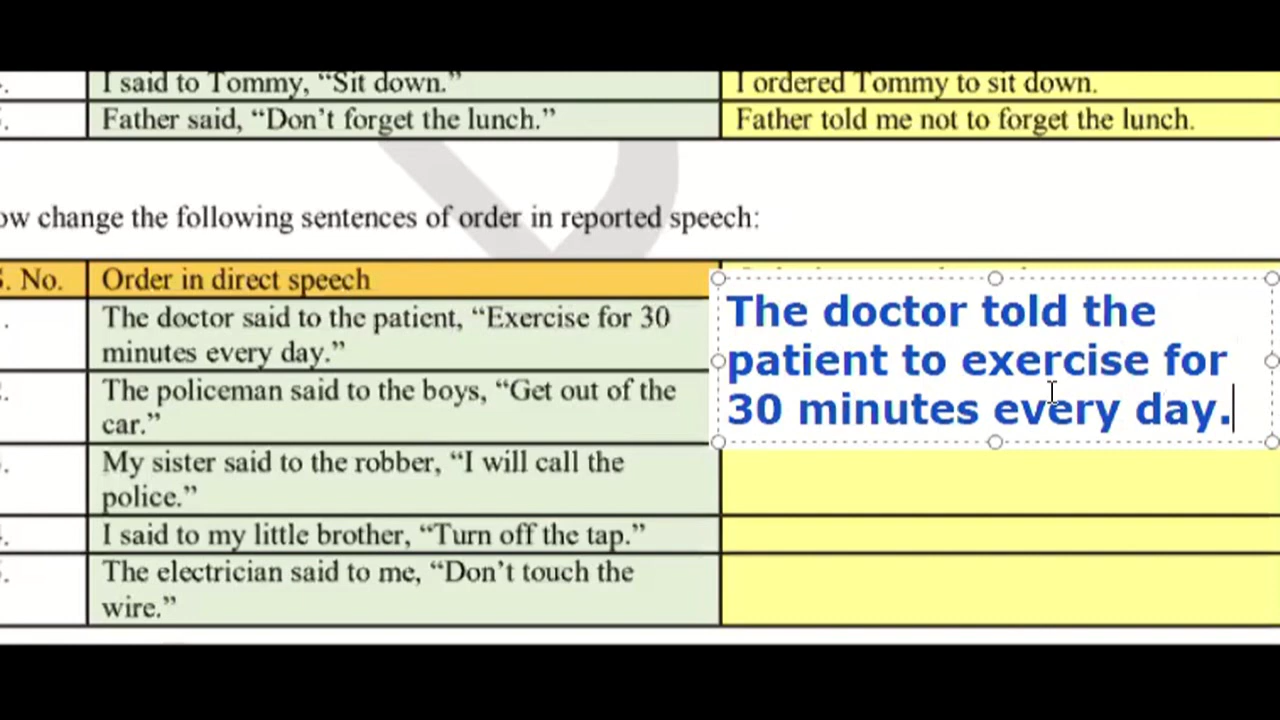 I said to Tommy, “Sit down.”
I ordered Tommy to sit down.
Father said, “Don’t forget the lunch.”
Father told me not to forget the lunch.
change the following sentences of order in reported speech:
No.
Order in direct speech
The doctor said to the patient, “Exercise for 30
minutes every day.”
The doctor told the
patient to exercise for
30 minutes every day.
The policeman said to the boys, “Get out of the
car.”
My sister said to the robber, “I will call the
police.”
I said to my little brother, “Turn off the tap.”
The electrician said to me, “Don’t touch the
wire.”